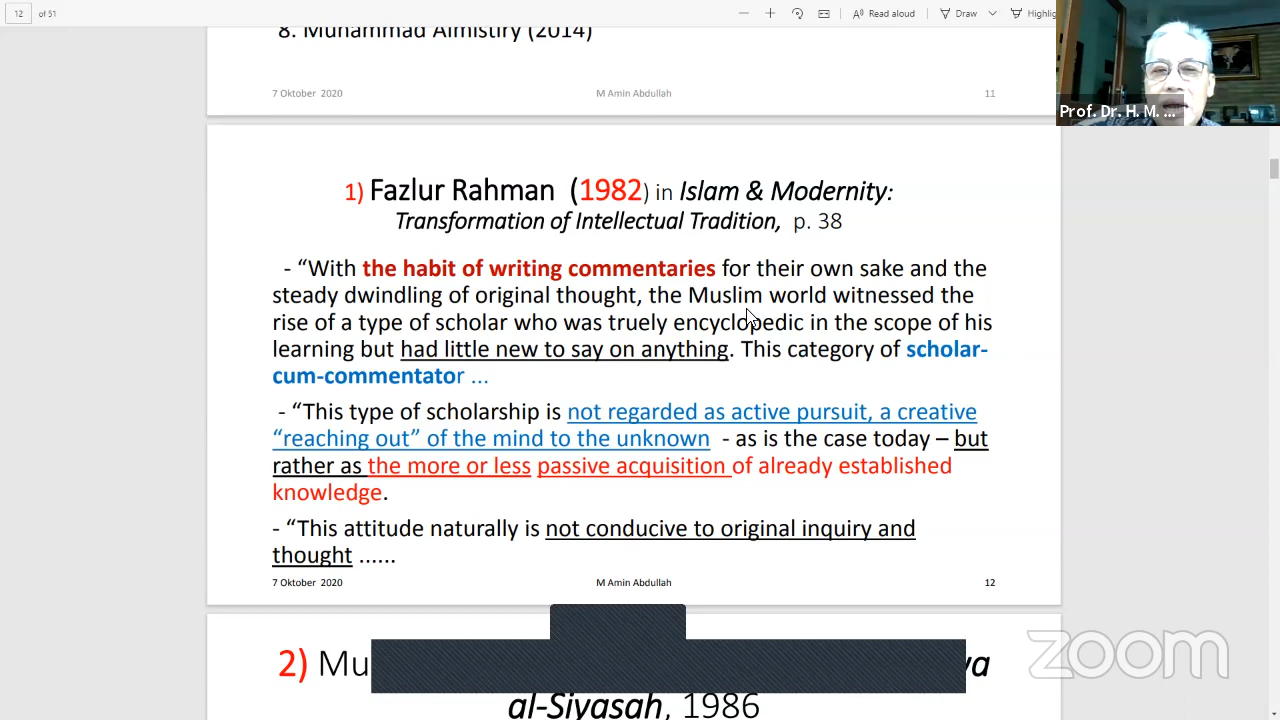 12 of 51
Read aloud
Draw
Highlig
8. Muhammad Almistiry (2014)
7 Oktober 2020 M Amin Abdullah 11
Prof. Dr. H. M. ...
1) Fazlur Rahman (1982) in Islam & Modernity:
Transformation of Intellectual Tradition, p. 38
- “With the habit of writing commentaries for their own sake and the
steady dwindling of original thought, the Muslim world witnessed the
rise of a type of scholar who was truely encyclopedic in the scope of his
learning but had little new to say on anything. This category of scholar-
cum-commentator ...
- “This type of scholarship is not regarded as active pursuit, a creative
“reaching out” of the mind to the unknown - as is the case today – but
rather as the more or less passive acquisition of already established
knowledge.
- “This attitude naturally is not conducive to original inquiry and
thought ......
7 Oktober 2020 M Amin Abdullah 12
2) Mu
al-Siyasah, 1986
zoom